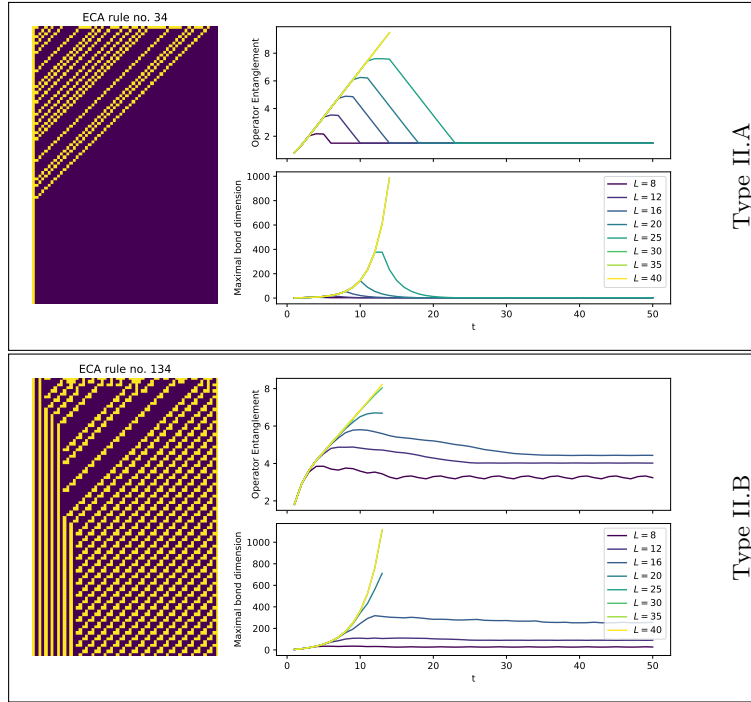 ECA rule no. 34
Operator Entanglement
8
6
4
2
Maximal bond dimension
1000
800
600
400
200
0
L = 8
L = 12
L = 16
L = 20
L = 25
L = 30
L = 35
L = 40
0 10 20 30 40 50
t
Type II.A
ECA rule no. 134
Operator Entanglement
8
6
4
2
Maximal bond dimension
1000
800
600
400
200
0
L = 8
L = 12
L = 16
L = 20
L = 25
L = 30
L = 35
L = 40
0 10 20 30 40 50
t
Type II.B